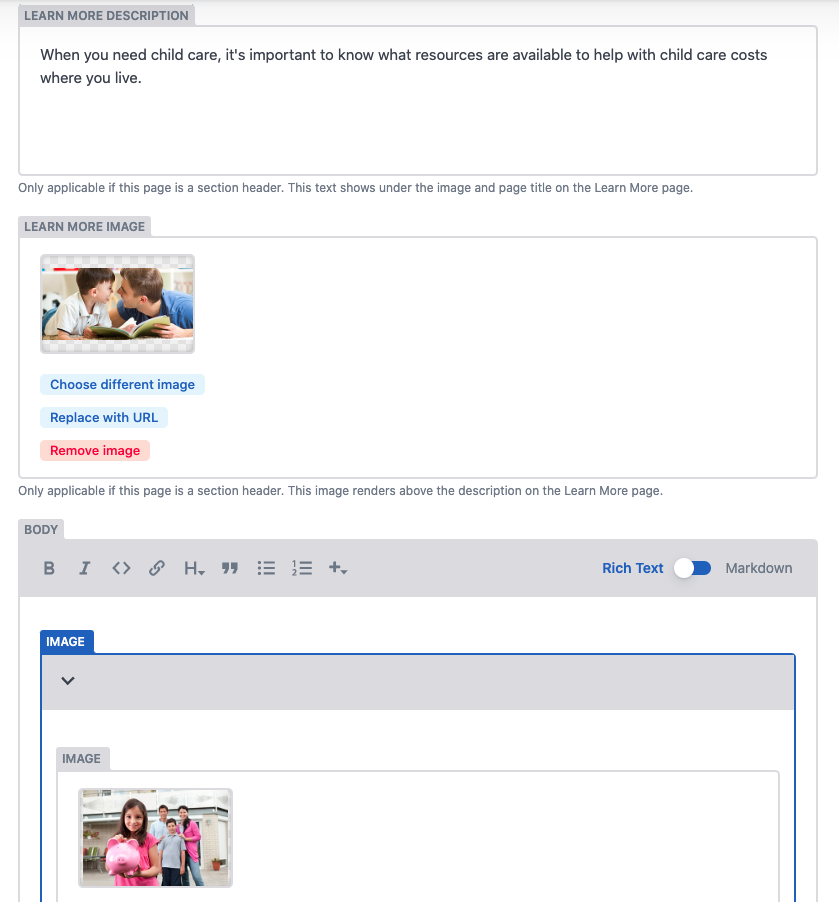 LEARN MORE DESCRIPTION
When you need child care, it's important to know what resources are available to help with child care costs
where you live.
Only applicable if this page is a section header. This text shows under the image and page title on the Learn More page.
LEARN MORE IMAGE
Choose different image
Replace with URL
Remove image
Only applicable if this page is a section header. This image renders above the description on the Learn More page.
BODY
B I <> H Rich Text Markdown
IMAGE
IMAGE